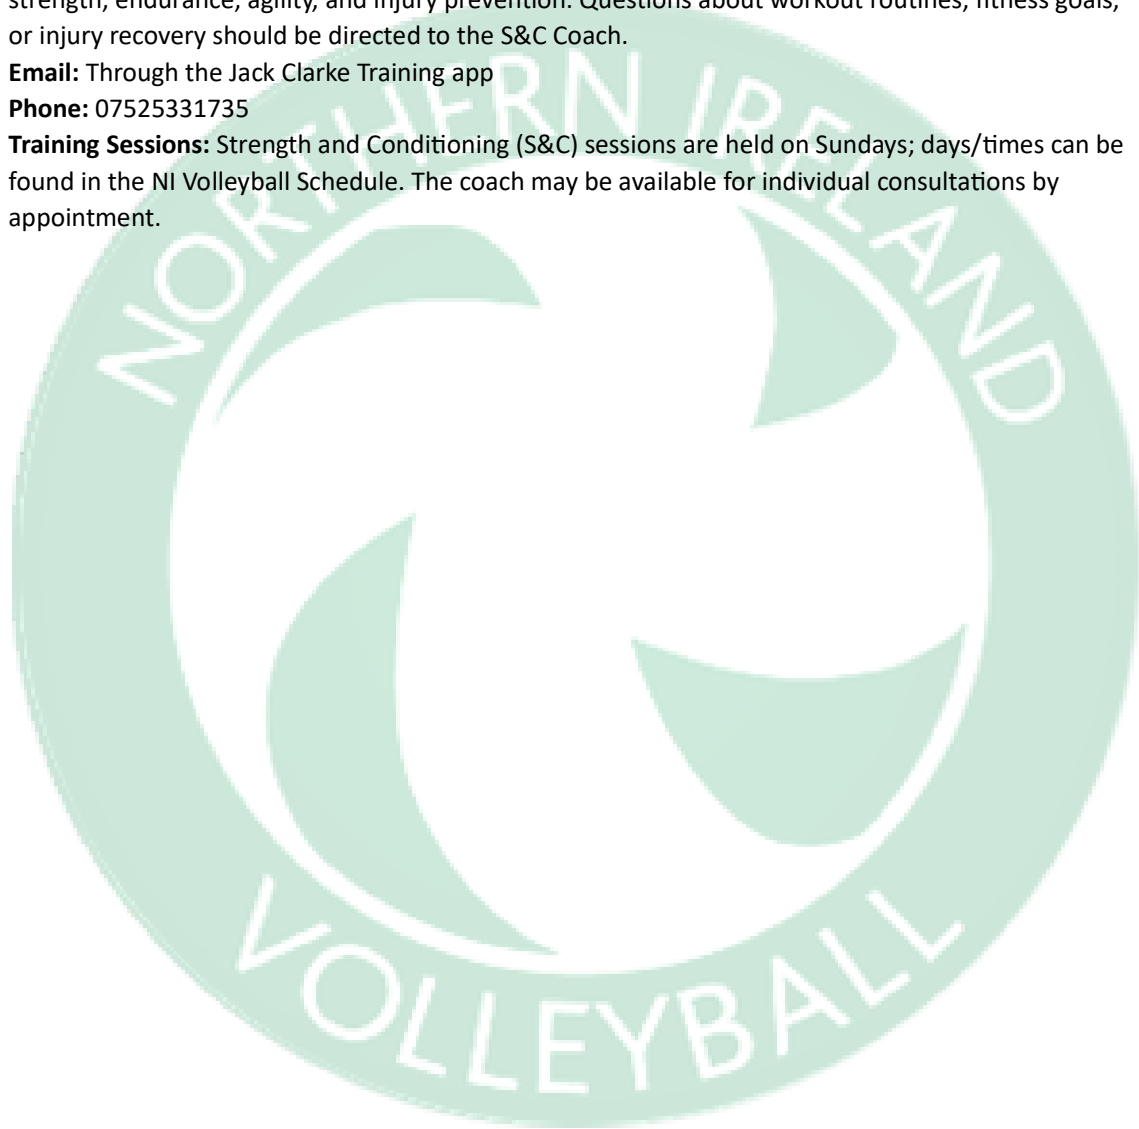 strength, endurance, agility, and injury prevention. Questions about workout routines, fitness goals,
or injury recovery should be directed to the S&C Coach.
Email: Through the Jack Clarke Training app
Phone: 07525331735
Training Sessions: Strength and Conditioning (S&C) sessions are held on Sundays; days/times can be
found in the NI Volleyball Schedule. The coach may be available for individual consultations by
appointment.
NORTHERN IRELAND
VOLLEYBALL